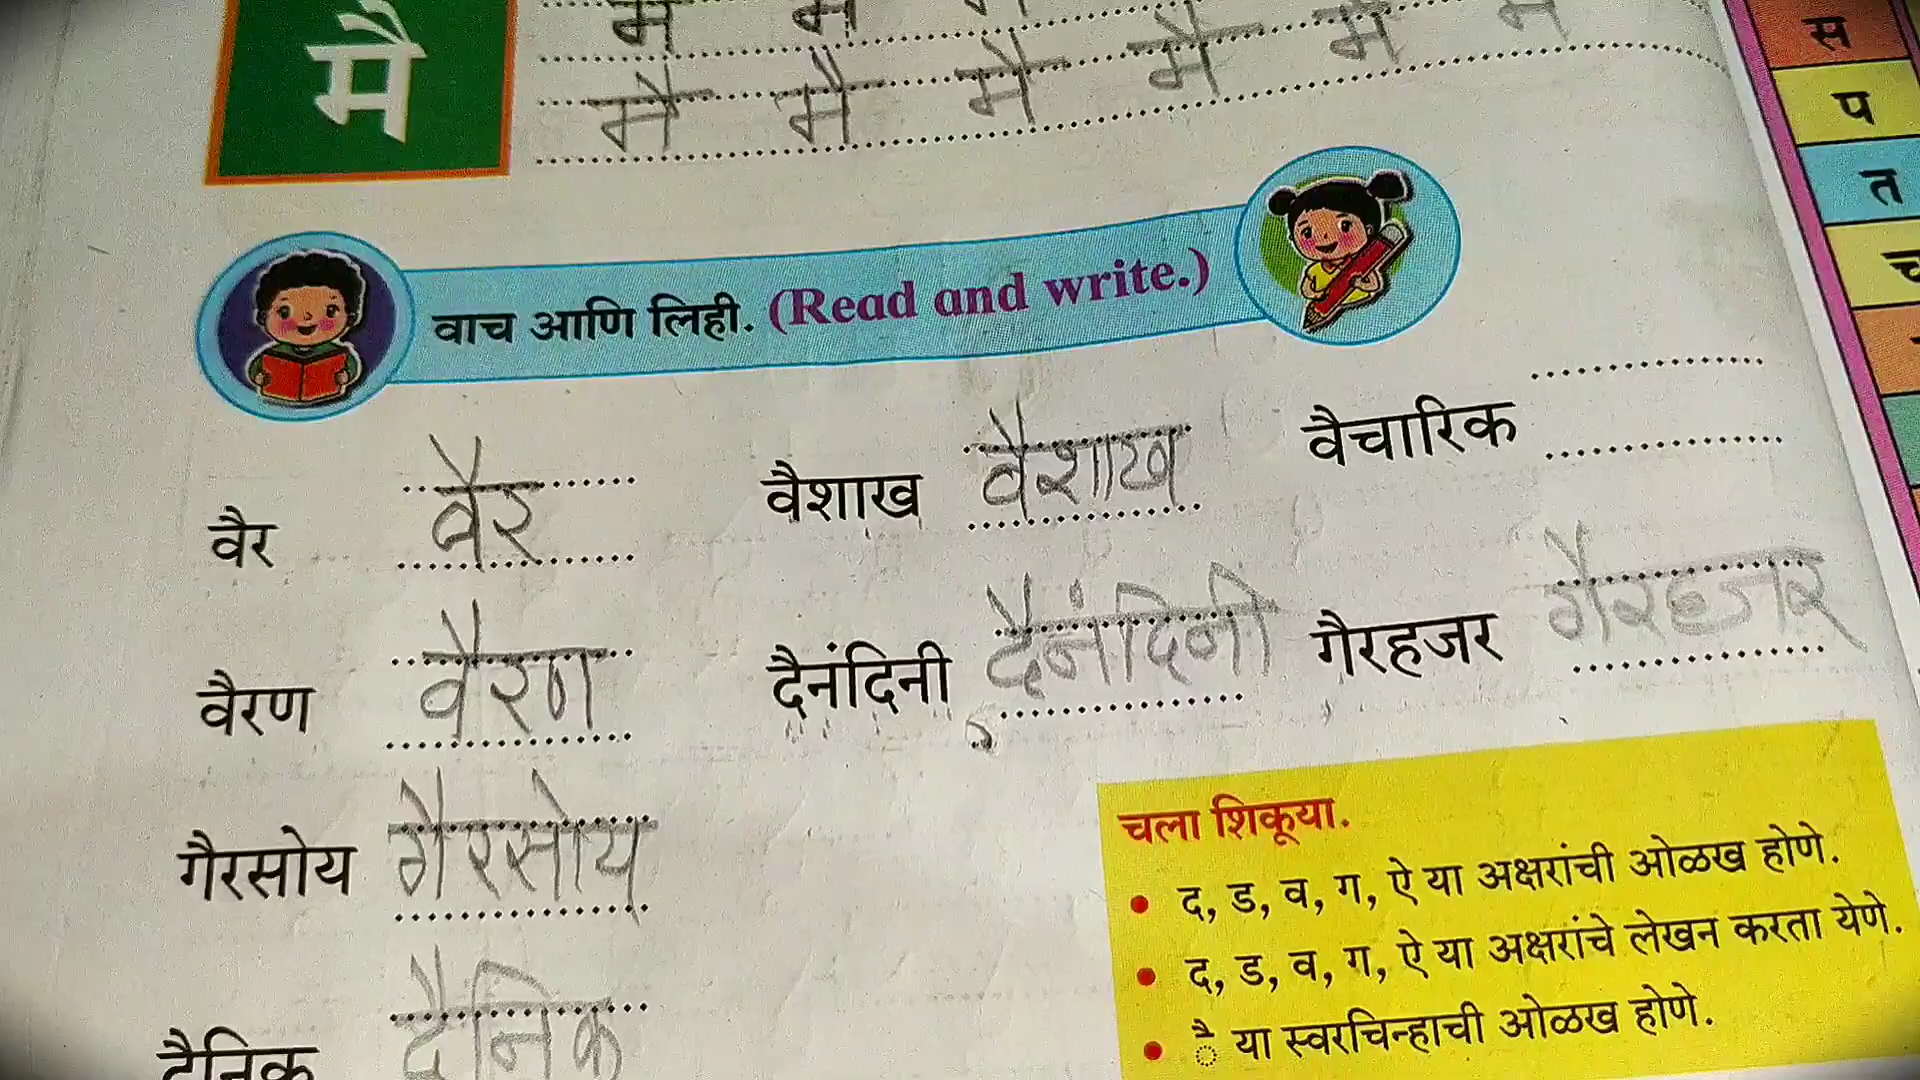 मै
मै मै मै मै मै
वाच आणि लिही. (Read and write.)
वैर वैर वैशाख वैशाख वैचारिक
वैरण वैरण दैनंदिनी दैनंदिनी गैरहजर गैरहजर
गैरसोय गैरसोय
दैनिक दैनिक
चला शिकूया.
• द, ड, व, ग, ऐ या अक्षरांची ओळख होणे.
• द, ड, व, ग, ऐ या अक्षरांचे लेखन करता येणे.
• ै या स्वरचिन्हाची ओळख होणे.
स
प
त